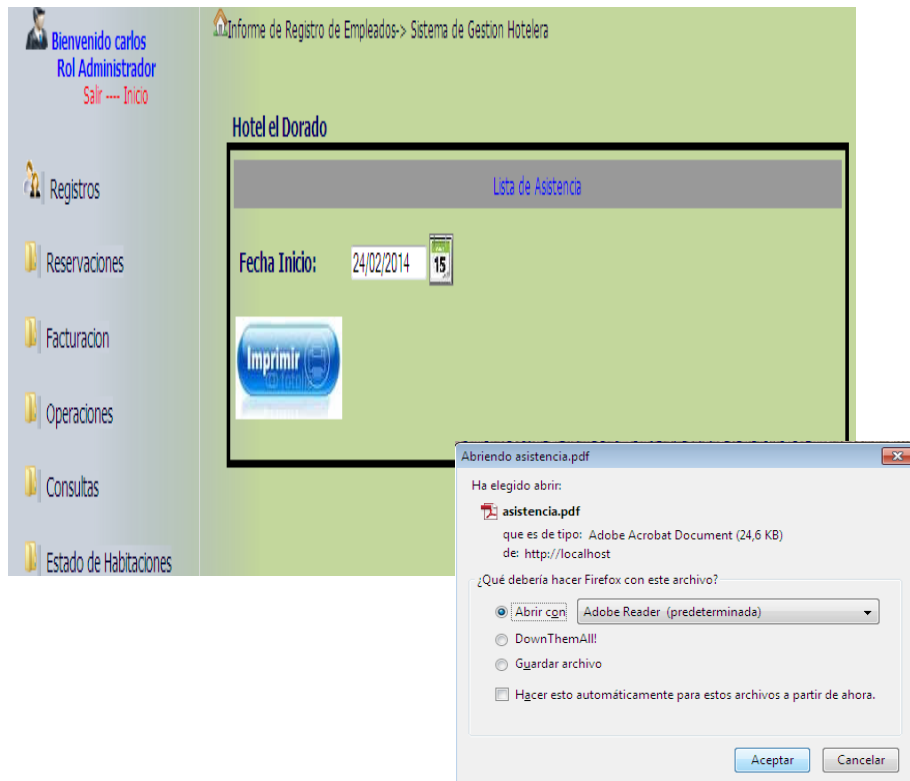 Bienvenido carlos
Rol Administrador
Salir ---- Inicio
Informe de Registro de Empleados-> Sistema de Gestion Hotelera
Hotel el Dorado
Lista de Asistencia
Registros
Reservaciones
Facturacion
Operaciones
Consultas
Estado de Habitaciones
Fecha Inicio: 24/02/2014 15
Imprimir
Abriendo asistencia.pdf
Ha elegido abrir:
asistencia.pdf
que es de tipo: Adobe Acrobat Document (24,6 KB)
de: http://localhost
¿Qué debería hacer Firefox con este archivo?
Abrir con Adobe Reader (predeterminada)
DownThemAll!
Guardar archivo
Hacer esto automáticamente para estos archivos a partir de ahora.
Aceptar Cancelar